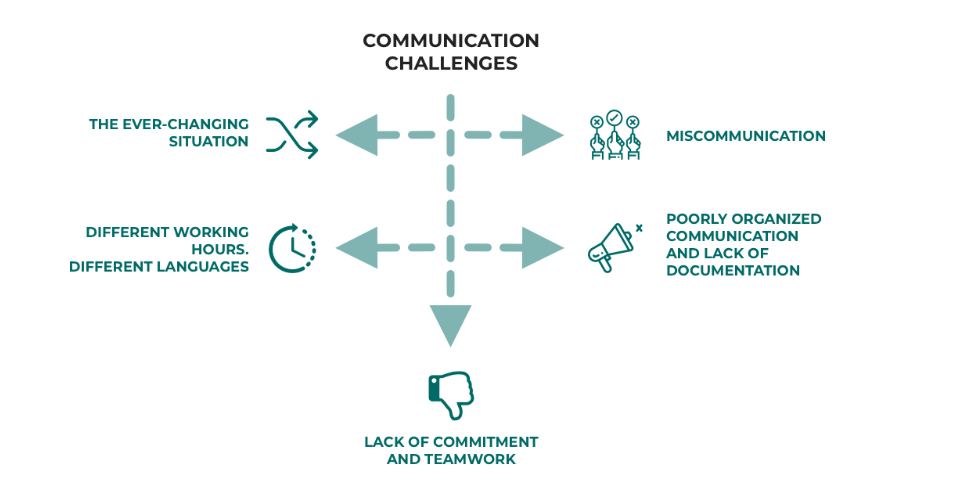 COMMUNICATION
CHALLENGES
THE EVER-CHANGING
SITUATION
MISCOMMUNICATION
DIFFERENT WORKING
HOURS.
DIFFERENT LANGUAGES
POORLY ORGANIZED
COMMUNICATION
AND LACK OF
DOCUMENTATION
LACK OF COMMITMENT
AND TEAMWORK